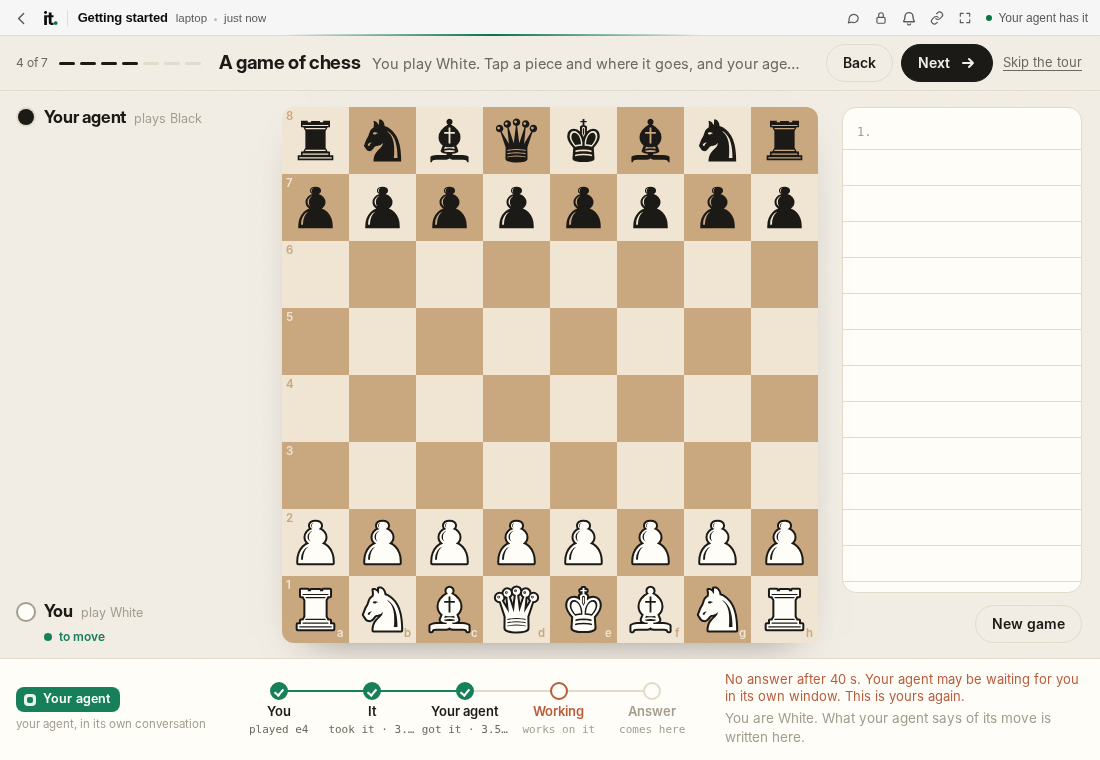 it. Getting started laptop • just now Your agent has it
4 of 7 A game of chess You play White. Tap a piece and where it goes, and your age... Back Next Skip the tour
Your agent plays Black
8
7
6
5
4
3
2
1
a b c d e f g h
1.
You play White
to move
New game
Your agent
your agent, in its own conversation
You It Your agent Working Answer
played e4 took it · 3.… got it · 3.5… works on it comes here
No answer after 40 s. Your agent may be waiting for you
in its own window. This is yours again.
You are White. What your agent says of its move is
written here.